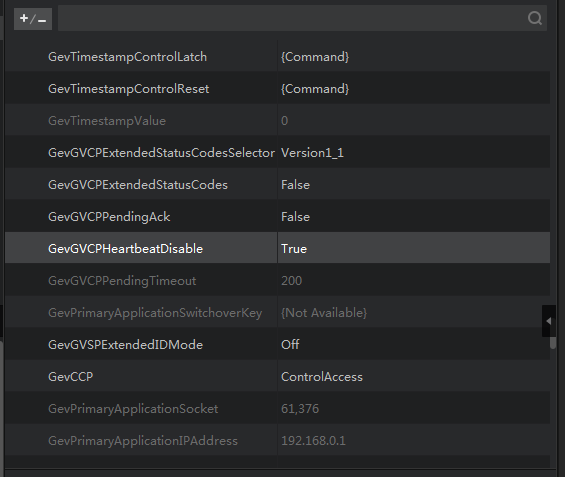 +/−
GevTimestampControlLatch {Command}
GevTimestampControlReset {Command}
GevTimestampValue 0
GevGVCPExtendedStatusCodesSelector Version1_1
GevGVCPExtendedStatusCodes False
GevGVCPPendingAck False
GevGVCPHeartbeatDisable True
GevGVCPPendingTimeout 200
GevPrimaryApplicationSwitchoverKey {Not Available}
GevGVSPExtendedIDMode Off
GevCCP ControlAccess
GevPrimaryApplicationSocket 61,376
GevPrimaryApplicationIPAddress 192.168.0.1